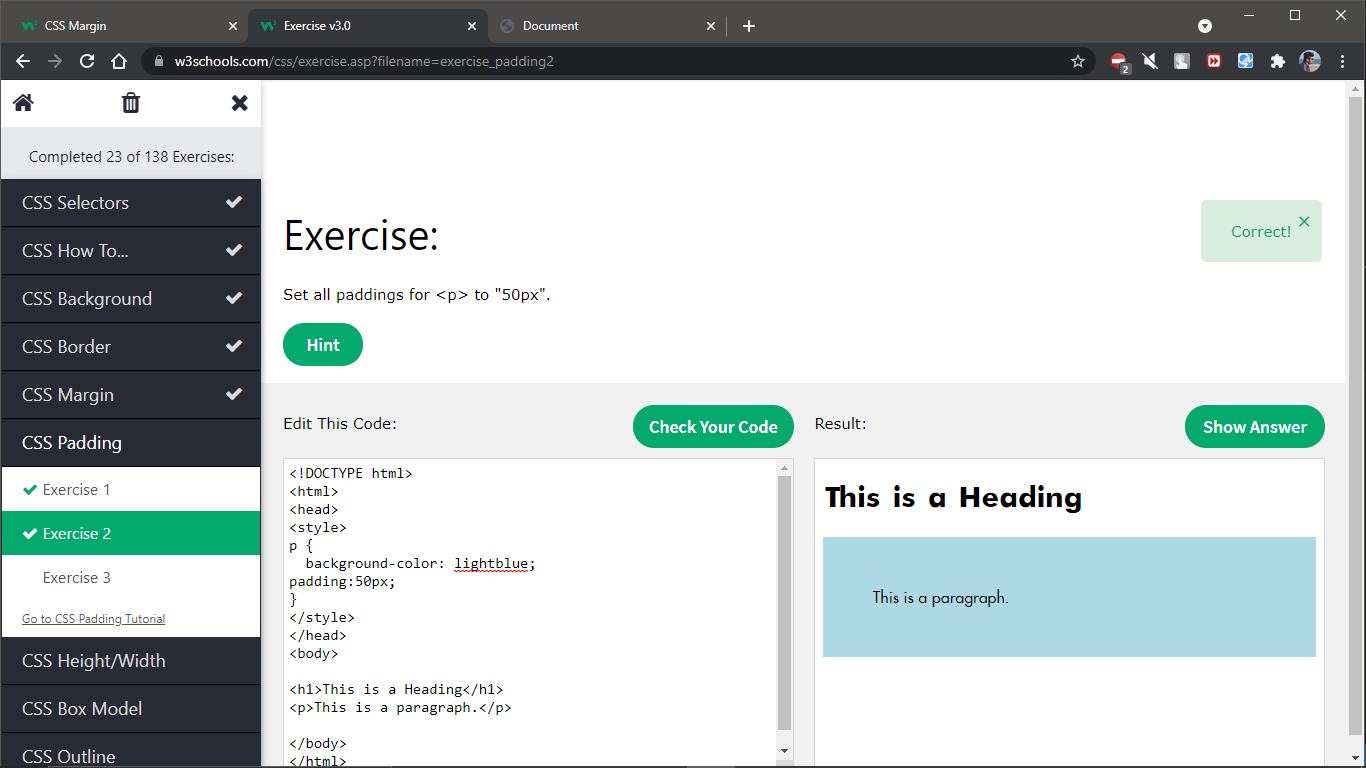 CSS Margin
Exercise v3.0
Document
w3schools.com/css/exercise.asp?filename=exercise_padding2
2
Completed 23 of 138 Exercises:
CSS Selectors
CSS How To...
CSS Background
CSS Border
CSS Margin
CSS Padding
Exercise 1
Exercise 2
Exercise 3
Go to CSS Padding Tutorial
CSS Height/Width
CSS Box Model
CSS Outline
Exercise:
Correct!
Set all paddings for <p> to "50px".
Hint
Edit This Code:
Check Your Code
<!DOCTYPE html>
<html>
<head>
<style>
p {
  background-color: lightblue;
padding:50px;
}
</style>
</head>
<body>
<h1>This is a Heading</h1>
<p>This is a paragraph.</p>
</body>
</html>
Result:
Show Answer
This is a Heading
This is a paragraph.